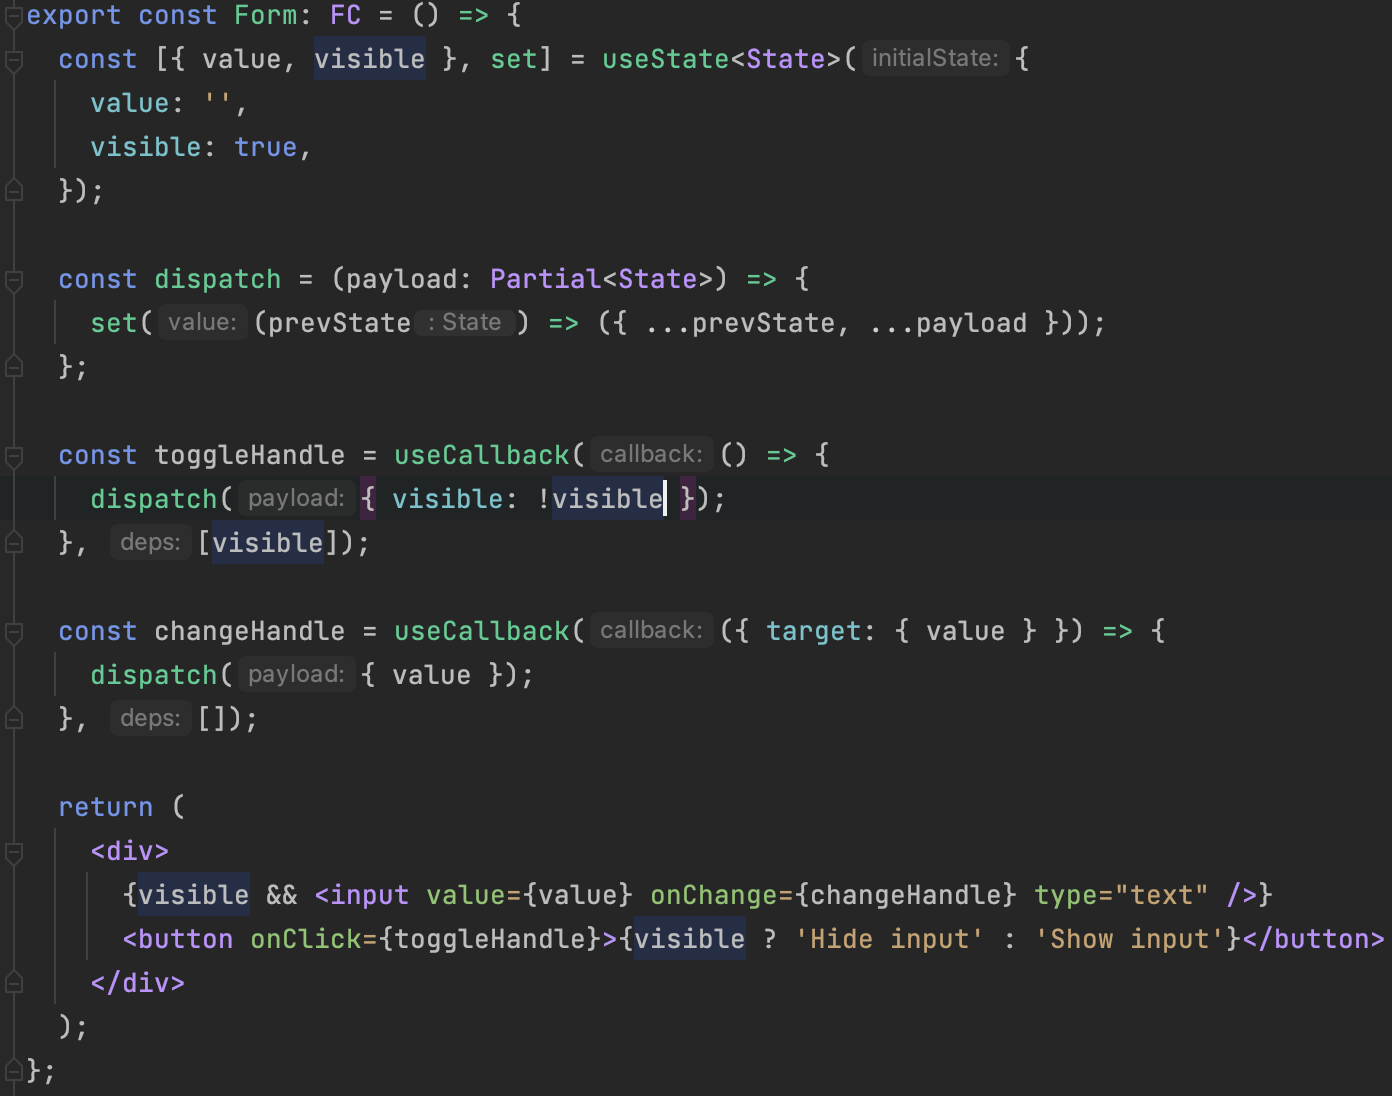 export const Form: FC = () => {
  const [{ value, visible }, set] = useState<State>( initialState: {
    value: '',
    visible: true,
  });

  const dispatch = (payload: Partial<State>) => {
    set( value: (prevState : State ) => ({ ...prevState, ...payload }));
  };

  const toggleHandle = useCallback( callback: () => {
    dispatch( payload: { visible: !visible });
  }, deps: [visible]);

  const changeHandle = useCallback( callback: ({ target: { value } }) => {
    dispatch( payload: { value });
  }, deps: []);

  return (
    <div>
      {visible && <input value={value} onChange={changeHandle} type="text" />}
      <button onClick={toggleHandle}>{visible ? 'Hide input' : 'Show input'}</button>
    </div>
  );
};